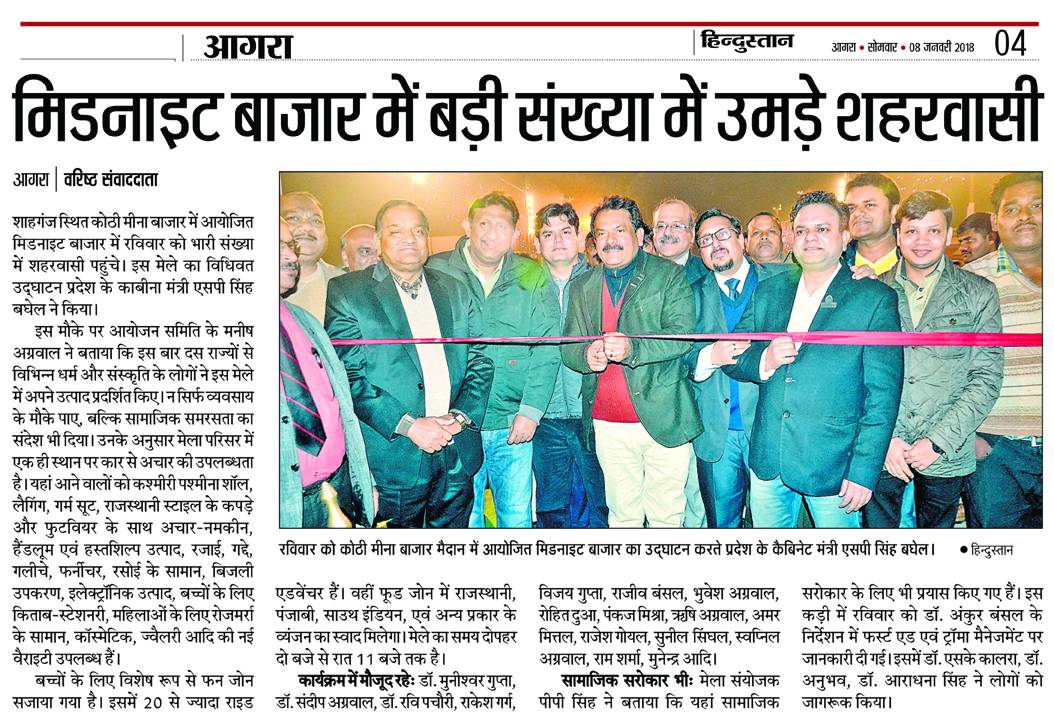 आगरा
हिन्दुस्तान
आगरा • सोमवार • 08 जनवरी 2018
04
मिडनाइट बाजार में बड़ी संख्या में उमड़े शहरवासी
आगरा | वरिष्ठ संवाददाता
शाहगंज स्थित कोठी मीना बाजार में आयोजित
मिडनाइट बाजार में रविवार को भारी संख्या
में शहरवासी पहुंचे। इस मेले का विधिवत
उद्घाटन प्रदेश के काबीना मंत्री एसपी सिंह
बघेल ने किया।
इस मौके पर आयोजन समिति के मनीष
अग्रवाल ने बताया कि इस बार दस राज्यों से
विभिन्न धर्म और संस्कृति के लोगों ने इस मेले
में अपने उत्पाद प्रदर्शित किए। न सिर्फ व्यवसाय
के मौके पाए, बल्कि सामाजिक समरसता का
संदेश भी दिया। उनके अनुसार मेला परिसर में
एक ही स्थान पर कार से अचार की उपलब्धता
है। यहां आने वालों को कश्मीरी पश्मीना शॉल,
लैगिंग, गर्म सूट, राजस्थानी स्टाइल के कपड़े
और फुटवियर के साथ अचार-नमकीन,
हैंडलूम एवं हस्तशिल्प उत्पाद, रजाई, गद्दे,
गलीचे, फर्नीचर, रसोई के सामान, बिजली
उपकरण, इलेक्ट्रॉनिक उत्पाद, बच्चों के लिए
किताब-स्टेशनरी, महिलाओं के लिए रोजमर्रा
के सामान, कॉस्मेटिक, ज्वैलरी आदि की नई
वैराइटी उपलब्ध हैं।
बच्चों के लिए विशेष रूप से फन जोन
सजाया गया है। इसमें 20 से ज्यादा राइड
रविवार को कोठी मीना बाजार मैदान में आयोजित मिडनाइट बाजार का उद्घाटन करते प्रदेश के कैबिनेट मंत्री एसपी सिंह बघेल। • हिन्दुस्तान
एडवेंचर हैं। वहीं फूड जोन में राजस्थानी,
पंजाबी, साउथ इंडियन, एवं अन्य प्रकार के
व्यंजन का स्वाद मिलेगा। मेले का समय दोपहर
दो बजे से रात 11 बजे तक है।
कार्यक्रम में मौजूद रहेः डॉ. मुनीश्वर गुप्ता,
डॉ. संदीप अग्रवाल, डॉ. रवि पचौरी, राकेश गर्ग,
विजय गुप्ता, राजीव बंसल, भुवेश अग्रवाल,
रोहित दुआ, पंकज मिश्रा, ऋषि अग्रवाल, अमर
मित्तल, राजेश गोयल, सुनील सिंघल, स्वप्निल
अग्रवाल, राम शर्मा, मुनेन्द्र आदि।
सामाजिक सरोकार भीः मेला संयोजक
पीपी सिंह ने बताया कि यहां सामाजिक
सरोकार के लिए भी प्रयास किए गए हैं। इस
कड़ी में रविवार को डॉ. अंकुर बंसल के
निर्देशन में फर्स्ट एड एवं ट्रॉमा मैनेजमेंट पर
जानकारी दी गई। इसमें डॉ. एसके कालरा, डॉ.
अनुभव, डॉ. आराधना सिंह ने लोगों को
जागरूक किया।